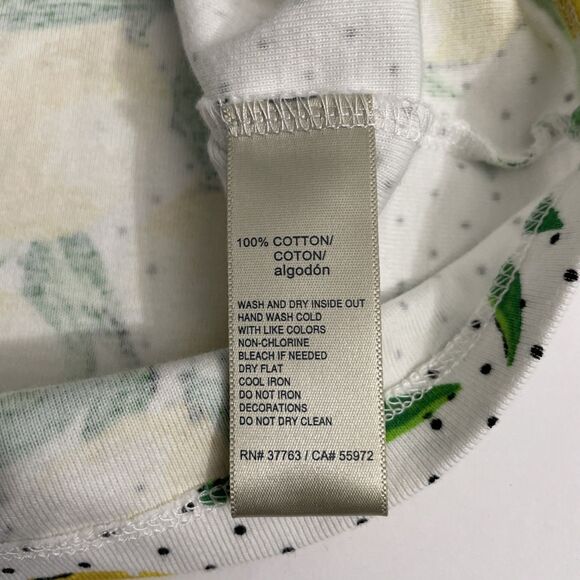 100% COTTON/
COTON/
algodón
WASH AND DRY INSIDE OUT
HAND WASH COLD
WITH LIKE COLORS
NON-CHLORINE
BLEACH IF NEEDED
DRY FLAT
COOL IRON
DO NOT IRON
DECORATIONS
DO NOT DRY CLEAN
RN# 37763 / CA# 55972